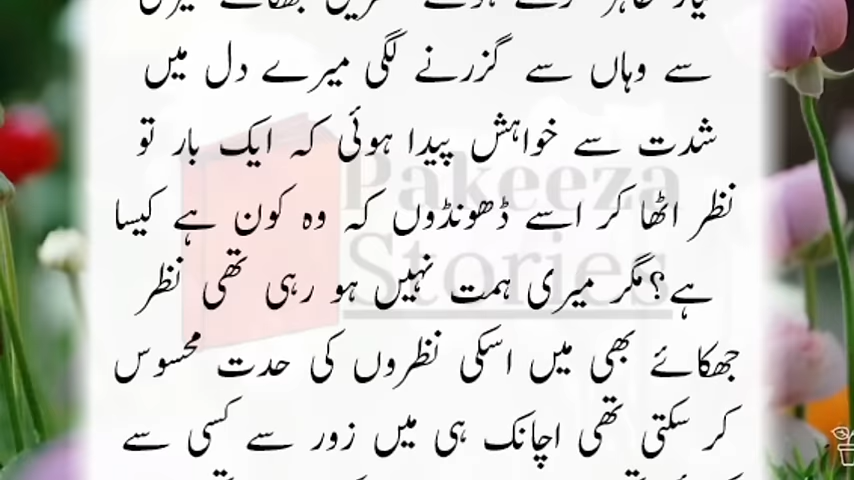 سے وہاں سے گزرنے لگی میرے دل میں
شدت سے خواہش پیدا ہوئی کہ ایک بار تو
نظر اٹھا کر اسے ڈھونڈوں کہ وہ کون ہے کیسا
ہے؟مگر میری ہمت نہیں ہو رہی تھی نظر
جھکائے بھی میں اسکی نظروں کی حدت محسوس
کر سکتی تھی اچانک ہی میں زور سے کسی سے
Pakeeza
Stories